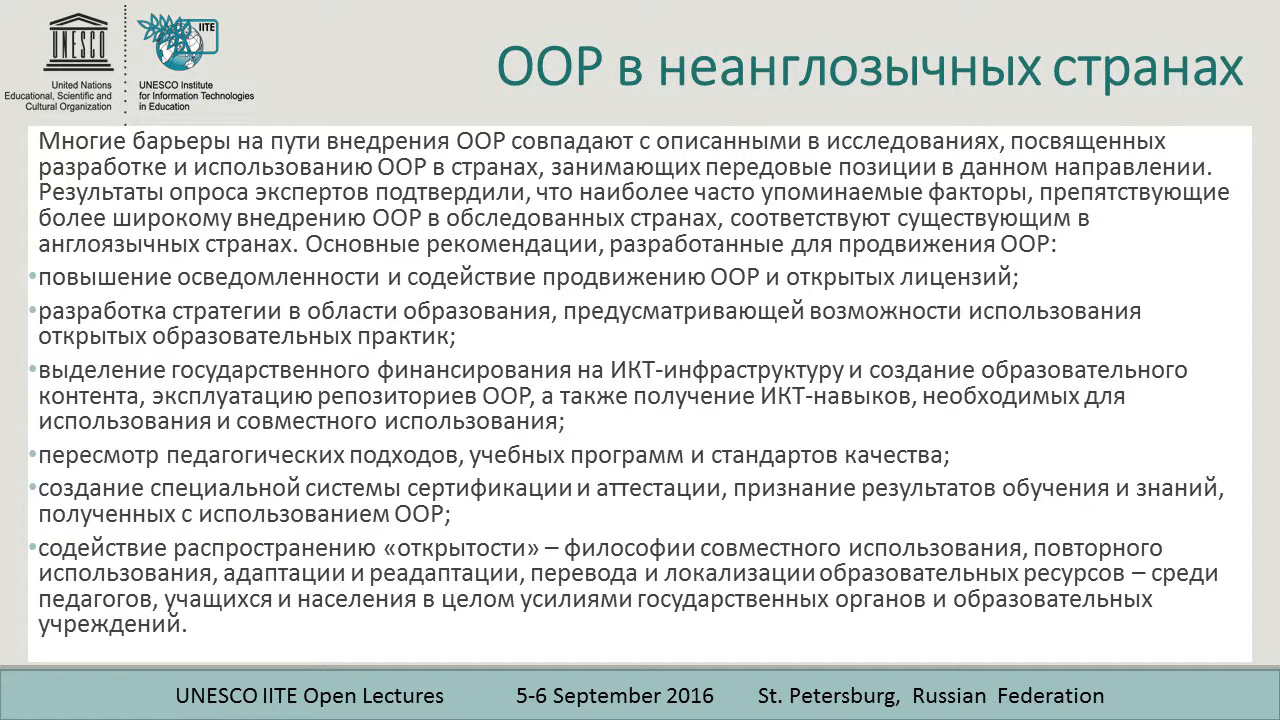 UNESCO
IITE
United Nations
Educational, Scientific and
Cultural Organization
UNESCO Institute
for Information Technologies
in Education
ООР в неанглозычных странах
Многие барьеры на пути внедрения ООР совпадают с описанными в исследованиях, посвященных
разработке и использованию ООР в странах, занимающих передовые позиции в данном направлении.
Результаты опроса экспертов подтвердили, что наиболее часто упоминаемые факторы, препятствующие
более широкому внедрению ООР в обследованных странах, соответствуют существующим в
англоязычных странах. Основные рекомендации, разработанные для продвижения ООР:
•повышение осведомленности и содействие продвижению ООР и открытых лицензий;
•разработка стратегии в области образования, предусматривающей возможности использования
открытых образовательных практик;
•выделение государственного финансирования на ИКТ-инфраструктуру и создание образовательного
контента, эксплуатацию репозиториев ООР, а также получение ИКТ-навыков, необходимых для
использования и совместного использования;
•пересмотр педагогических подходов, учебных программ и стандартов качества;
•создание специальной системы сертификации и аттестации, признание результатов обучения и знаний,
полученных с использованием ООР;
•содействие распространению «открытости» – философии совместного использования, повторного
использования, адаптации и реадаптации, перевода и локализации образовательных ресурсов – среди
педагогов, учащихся и населения в целом усилиями государственных органов и образовательных
учреждений.
UNESCO IITE Open Lectures 5-6 September 2016 St. Petersburg, Russian Federation